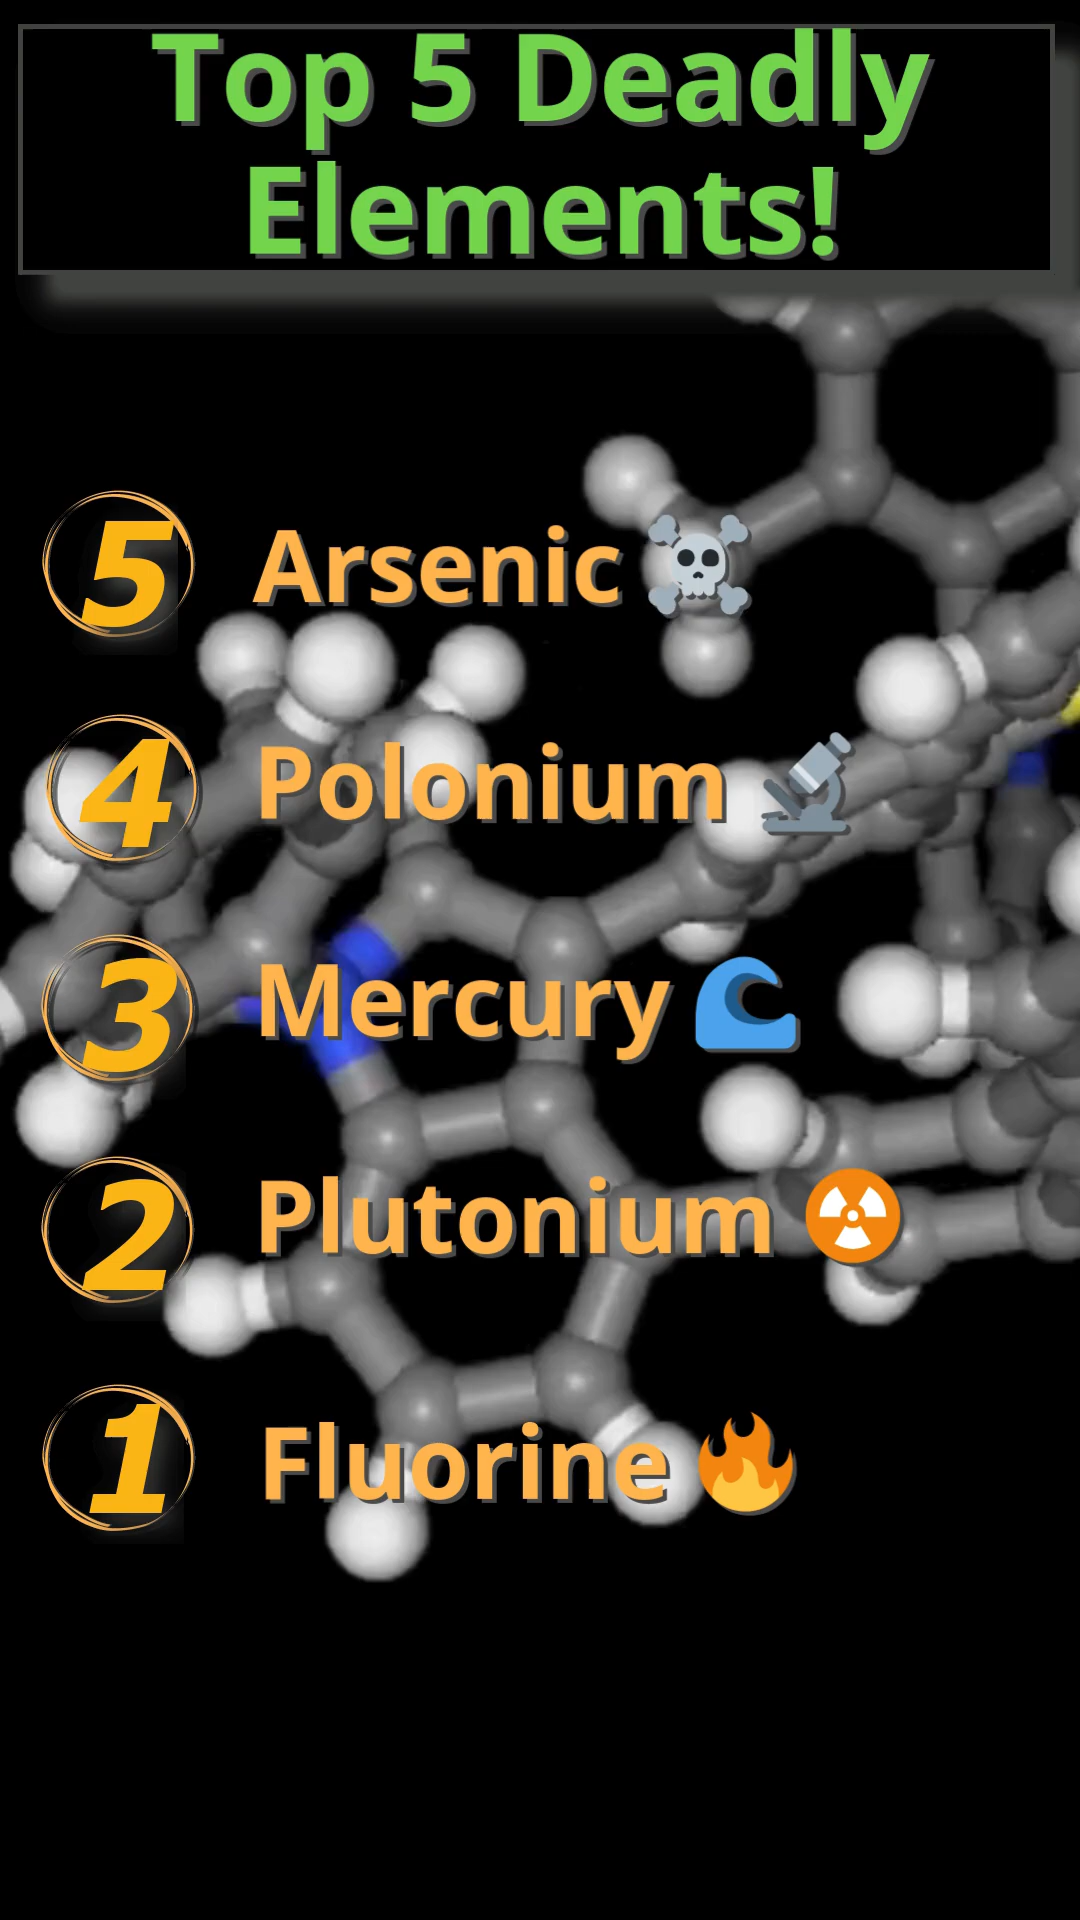 Top 5 Deadly
Elements!
5 Arsenic ☠️
4 Polonium 🔬
3 Mercury 🌊
2 Plutonium ☢️
1 Fluorine 🔥